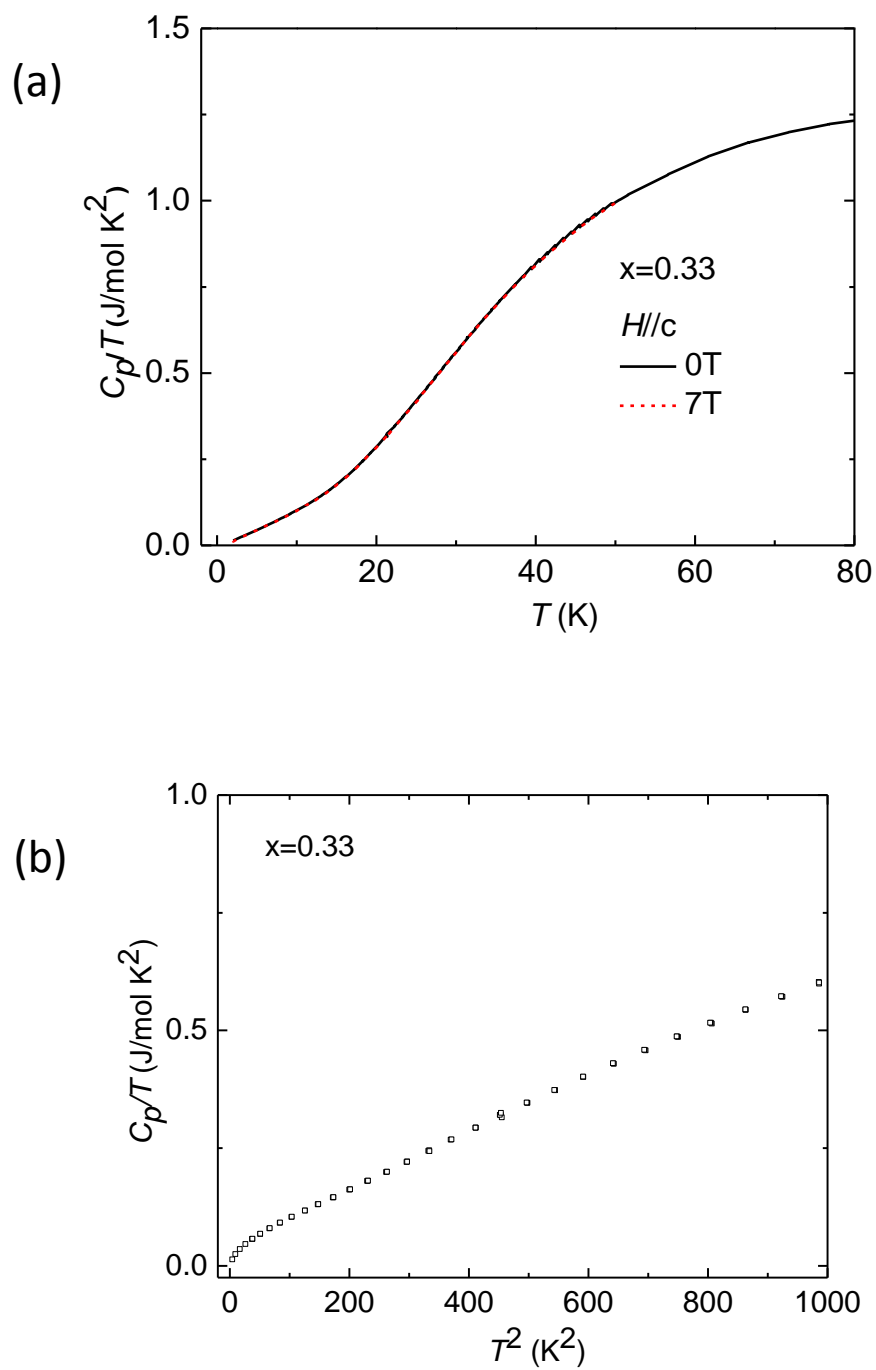 (a)
1.5
1.0
0.5
0.0
Cp/T (J/mol K2)
x=0.33
H//c
0T
7T
0 20 40 60 80
T (K)
(b)
1.0
0.5
0.0
Cp/T (J/mol K2)
x=0.33
0 200 400 600 800 1000
T2 (K2)